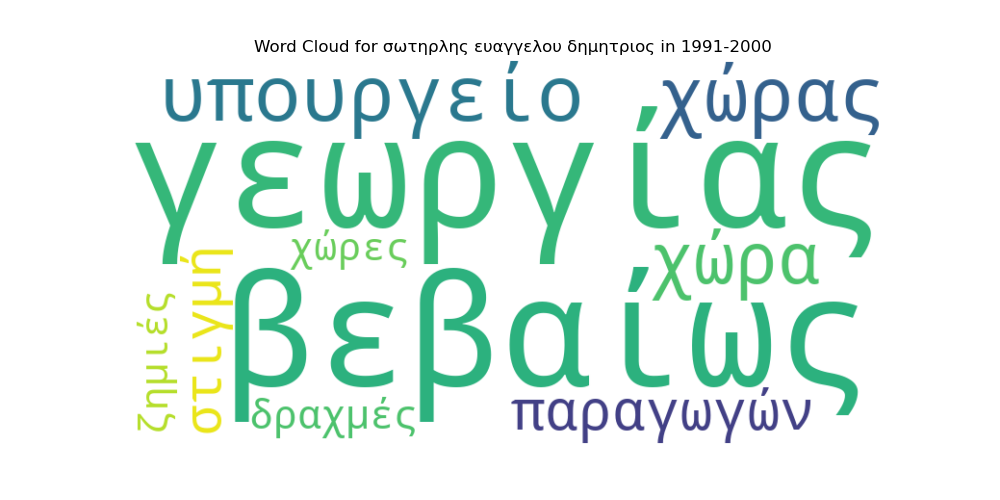 Word Cloud for σωτηρλης ευαγγελου δημητριος in 1991-2000
υπουργείο χώρας
γεωργίας
χώρες χώρα
στιγμή
ζημιές
βεβαίως
δραχμές παραγωγών